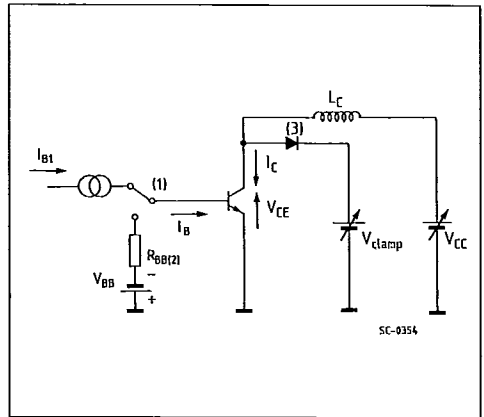 L_C
(3)
I_B1
(1)
I_C
I_B
V_CE
R_BB(2)
V_clamp
V_CC
V_BB
−
+
SC-0354